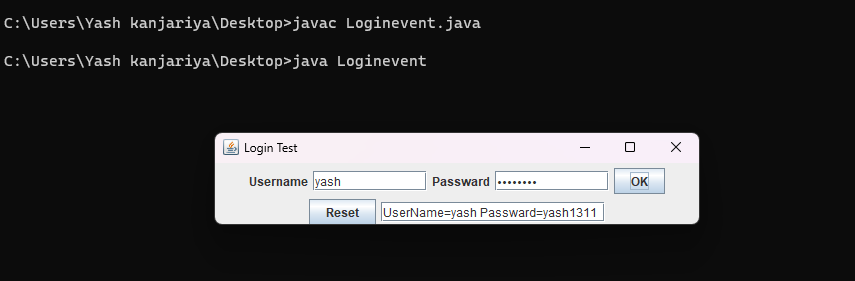 C:\Users\Yash kanjariya\Desktop>javac Loginevent.java
C:\Users\Yash kanjariya\Desktop>java Loginevent
Login Test
Username yash Passward •••••••• OK
Reset UserName=yash Passward=yash1311